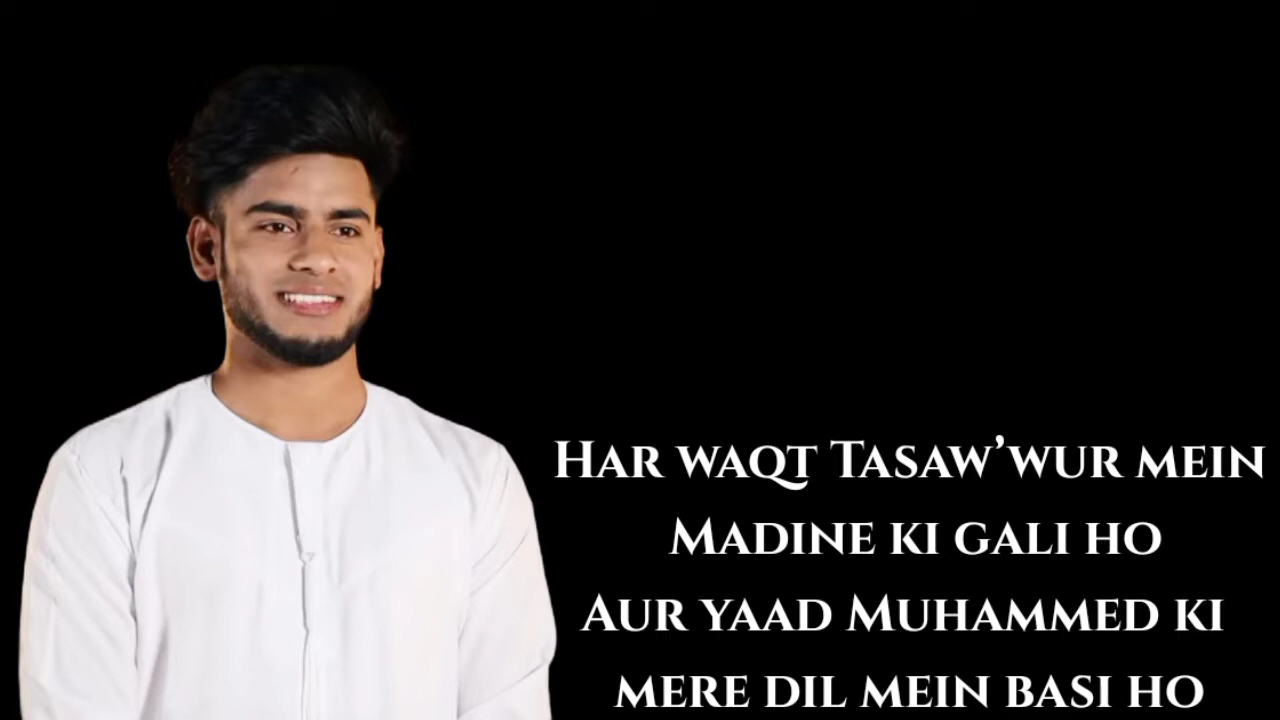 Har waqt Tasaw’wur mein
Madine ki gali ho
Aur yaad Muhammed ki
mere dil mein basi ho